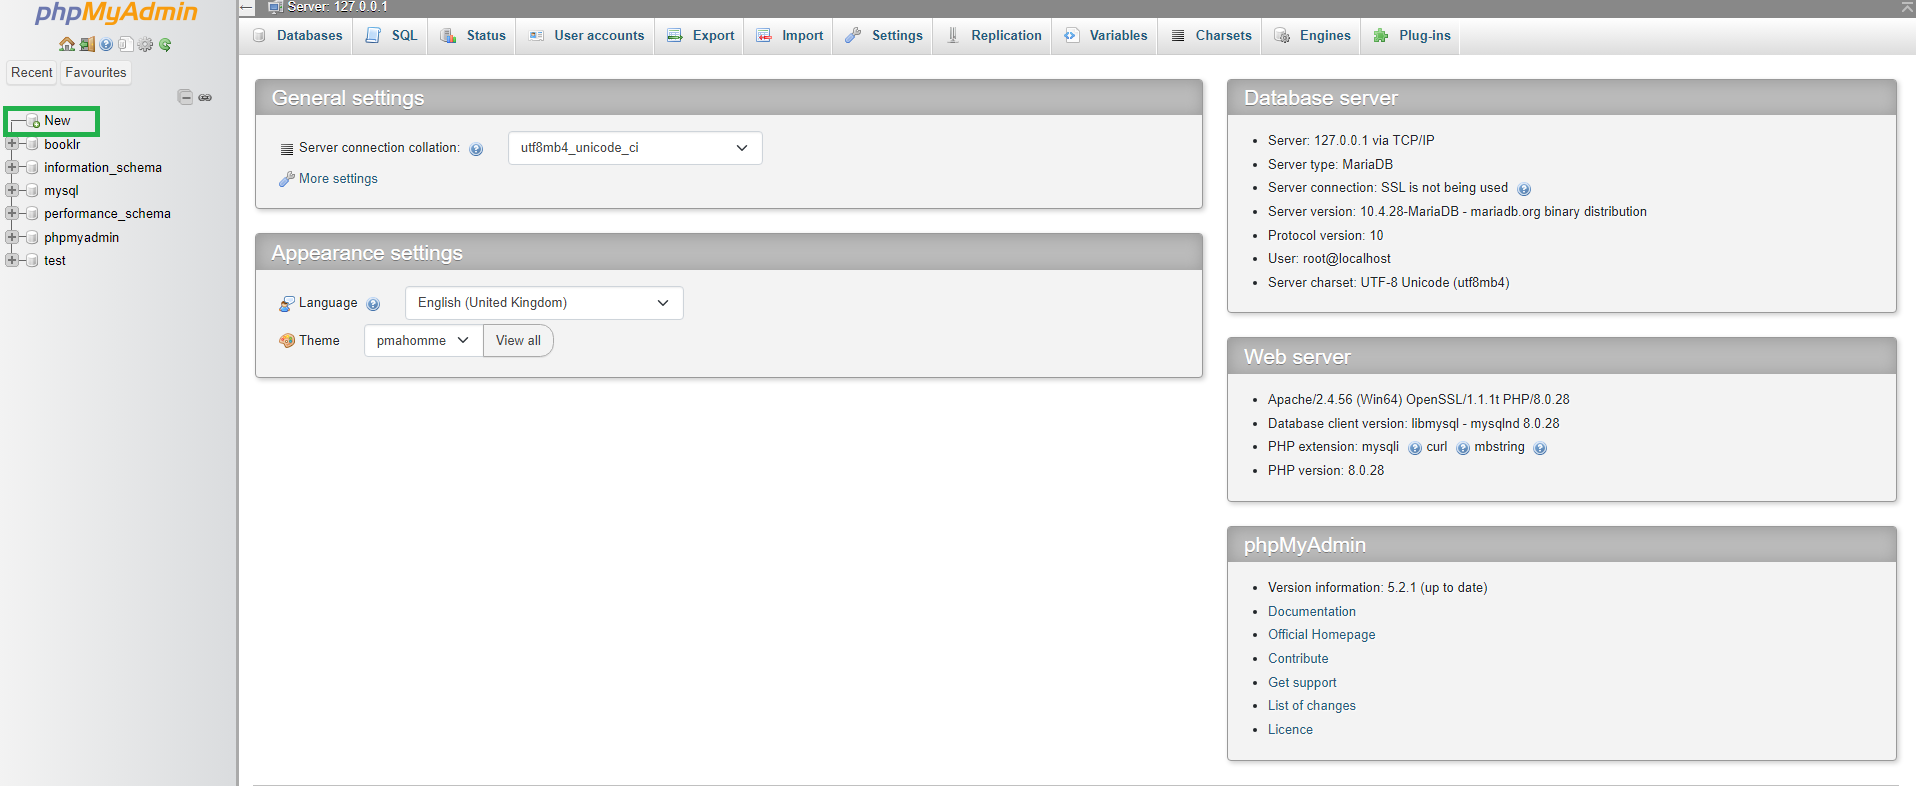 phpMyAdmin
Recent
Favourites
New
booklr
information_schema
mysql
performance_schema
phpmyadmin
test
Server: 127.0.0.1
Databases
SQL
Status
User accounts
Export
Import
Settings
Replication
Variables
Charsets
Engines
Plug-ins
General settings
Server connection collation:
utf8mb4_unicode_ci
More settings
Appearance settings
Language
English (United Kingdom)
Theme
pmahomme
View all
Database server
Server: 127.0.0.1 via TCP/IP
Server type: MariaDB
Server connection: SSL is not being used
Server version: 10.4.28-MariaDB - mariadb.org binary distribution
Protocol version: 10
User: root@localhost
Server charset: UTF-8 Unicode (utf8mb4)
Web server
Apache/2.4.56 (Win64) OpenSSL/1.1.1t PHP/8.0.28
Database client version: libmysql - mysqlnd 8.0.28
PHP extension: mysqli curl mbstring
PHP version: 8.0.28
phpMyAdmin
Version information: 5.2.1 (up to date)
Documentation
Official Homepage
Contribute
Get support
List of changes
Licence